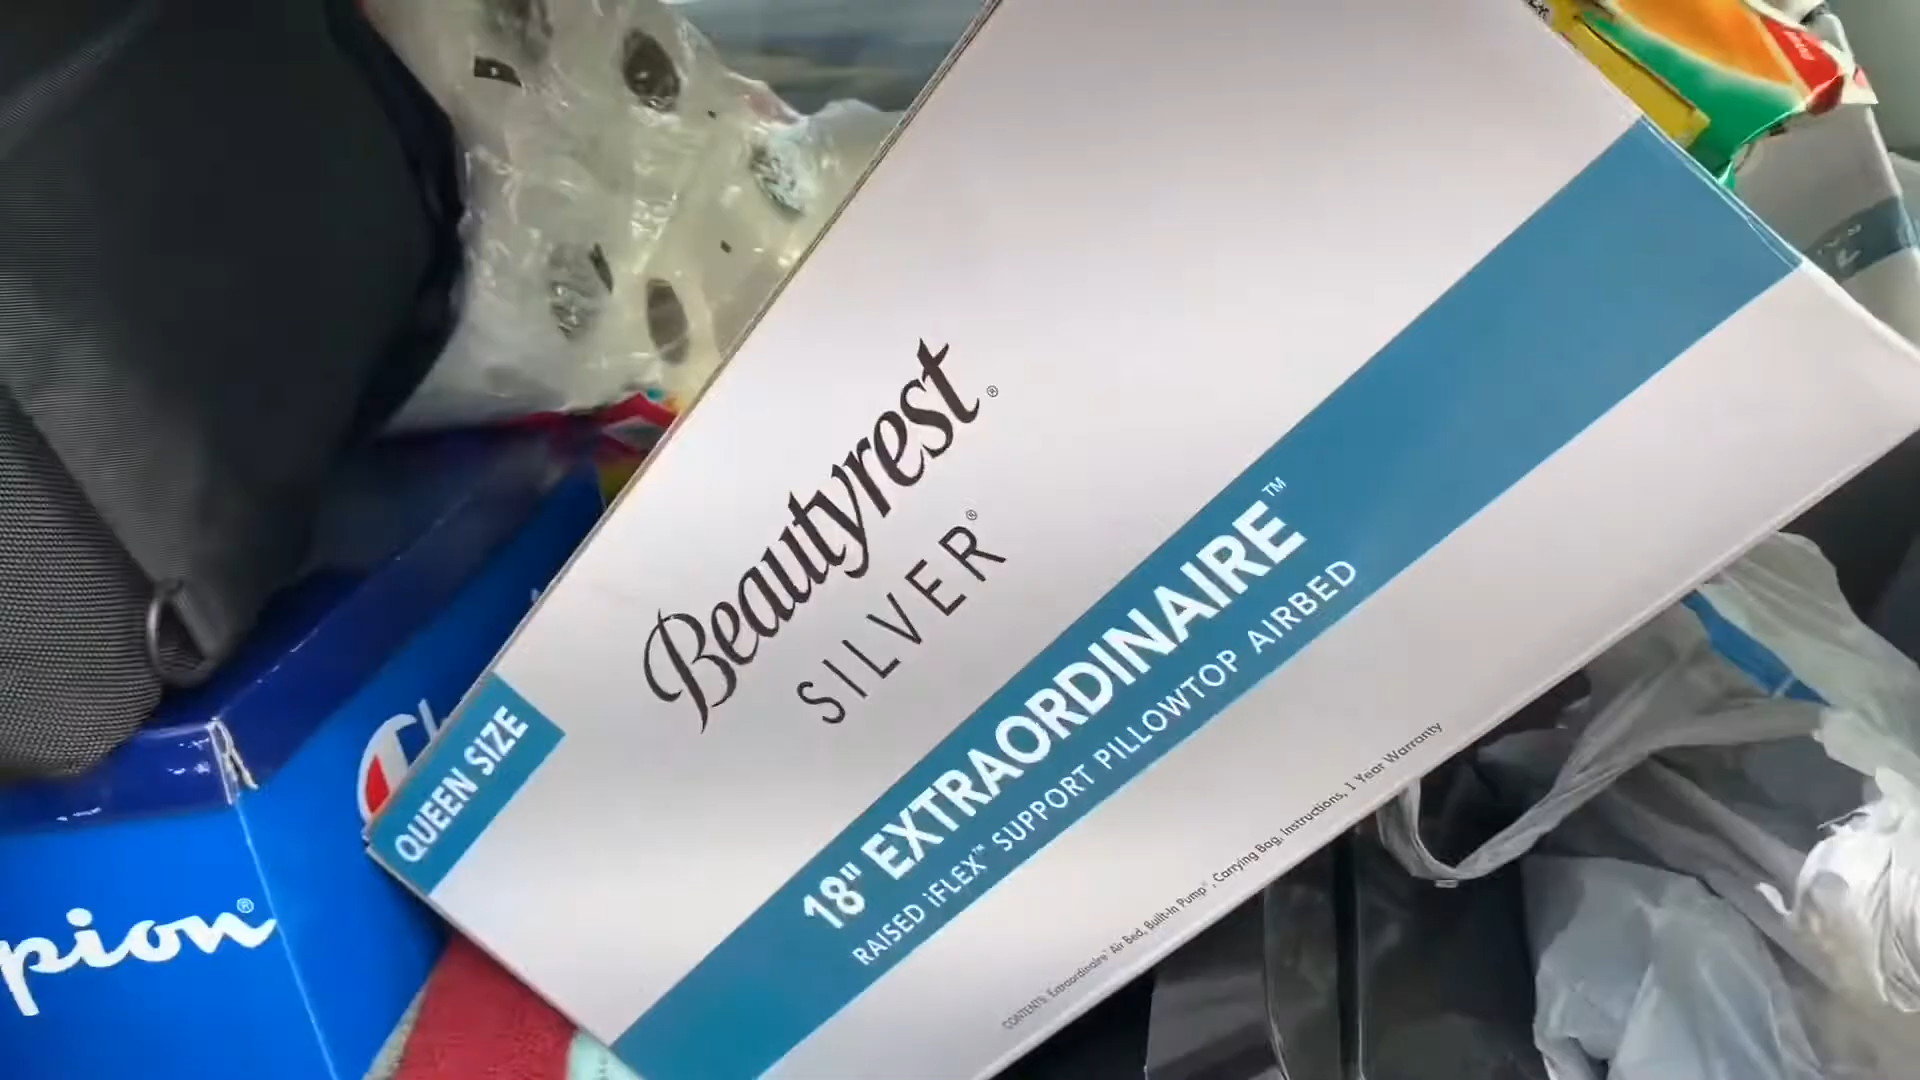 Beautyrest®
SILVER®
QUEEN SIZE
18" EXTRAORDINAIRE™
RAISED iFLEX™ SUPPORT PILLOWTOP AIRBED
CONTENTS: Extraordinaire™ Air Bed, Built-in Pump®, Carrying Bag, Instructions, 1 Year Warranty
pion®